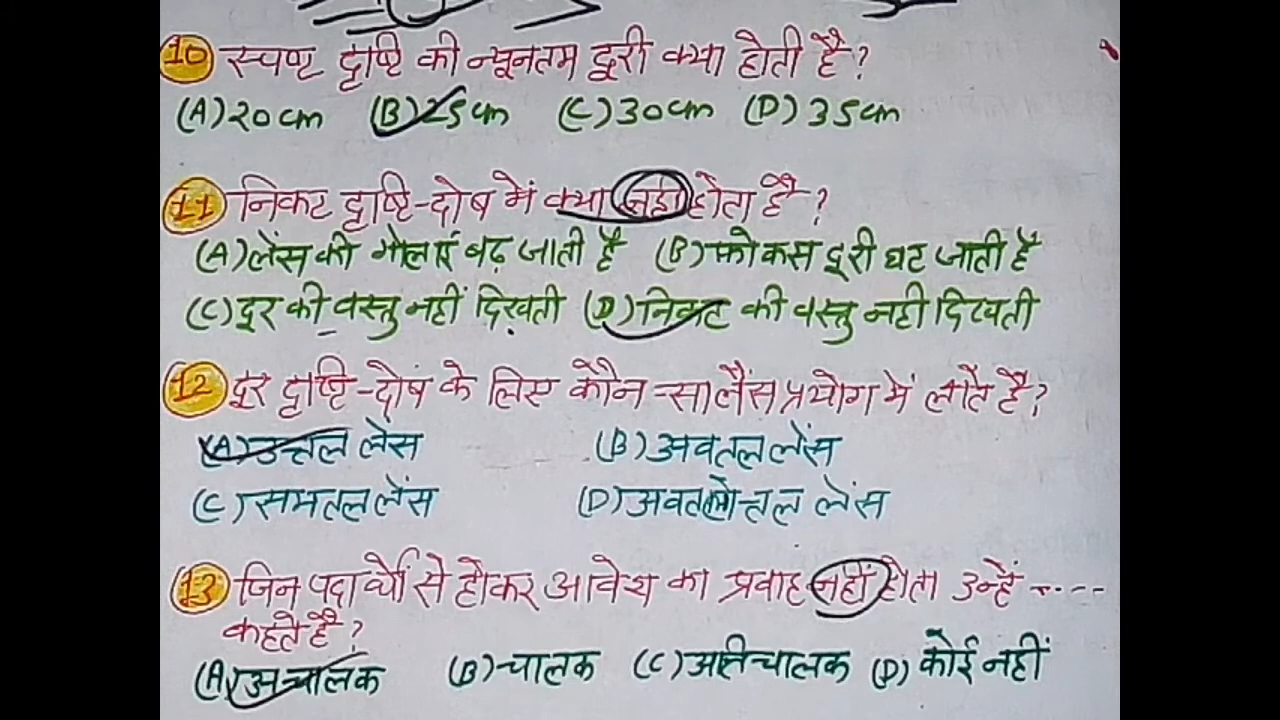 10 स्पष्ट दृष्टि की न्यूनतम दूरी क्या होती है?
(A) 20 cm (B) 25 cm (C) 30 cm (D) 35 cm
11 निकट दृष्टि-दोष में क्या नहीं होता है?
(A) लेंस की गोलाई बढ़ जाती है (B) फोकस दूरी घट जाती है
(C) दूर की वस्तु नहीं दिखती (D) निकट की वस्तु नही दिखती
12 दूर दृष्टि-दोष के लिए कौन-सा लैंस प्रयोग में लाते है?
(A) उत्तल लेंस (B) अवतल लेंस
(C) समतल लेंस (D) अवतलोत्तल लेंस
13 जिन पदार्थों से होकर आवेश का प्रवाह नहीं होता उन्हें ----
कहते है?
(A) अचालक (B) चालक (C) अतिचालक (D) कोई नहीं